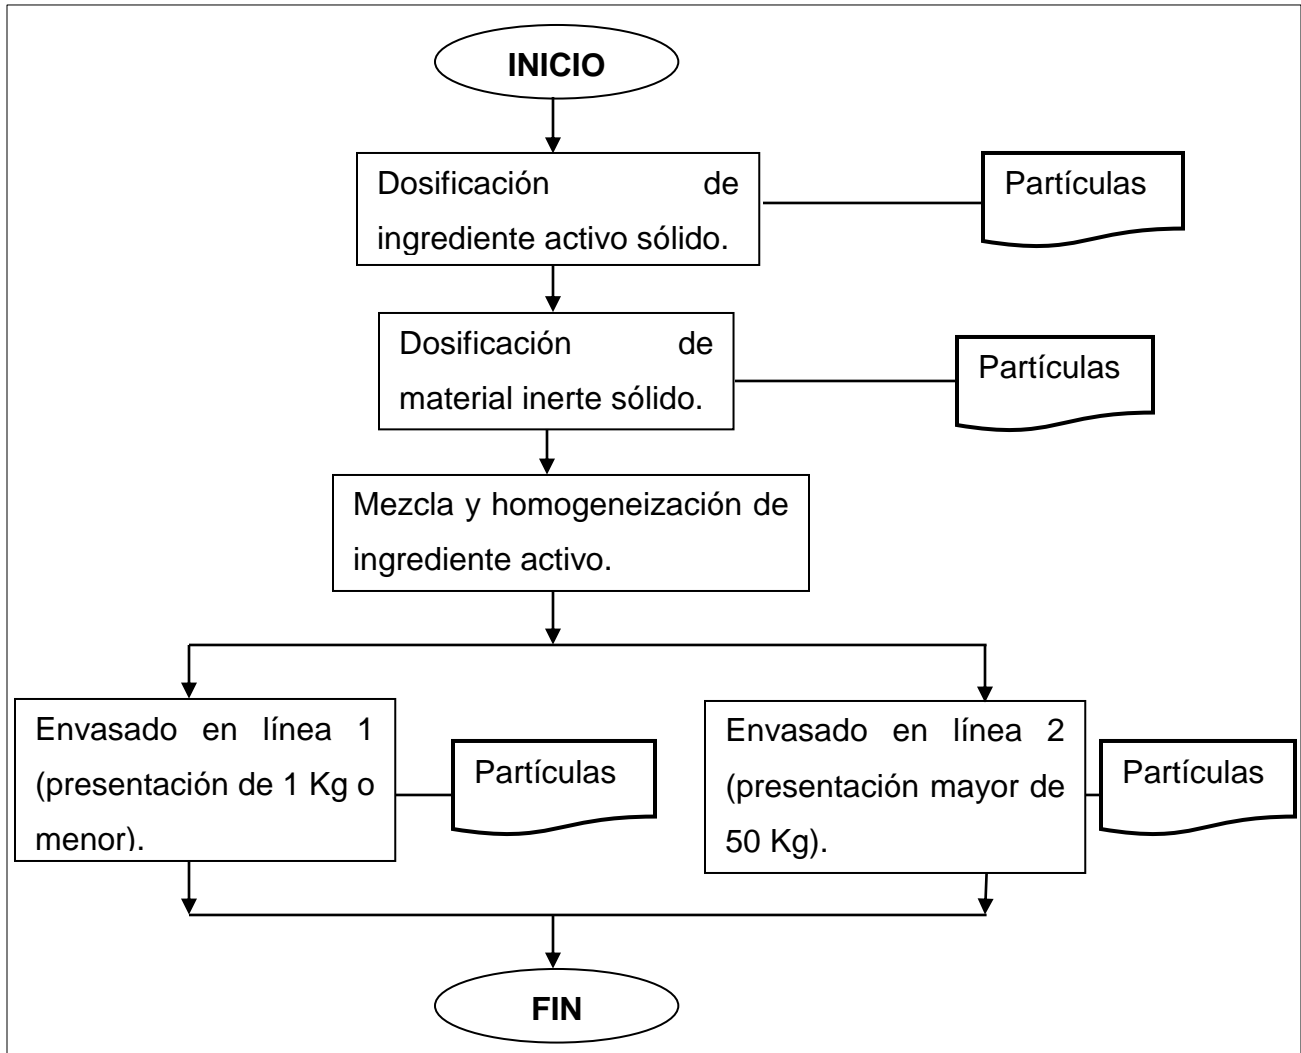 INICIO
Dosificación de
ingrediente activo sólido.
Partículas
Dosificación de
material inerte sólido.
Partículas
Mezcla y homogeneización de
ingrediente activo.
Envasado en línea 1
(presentación de 1 Kg o
menor).
Partículas
Envasado en línea 2
(presentación mayor de
50 Kg).
Partículas
FIN